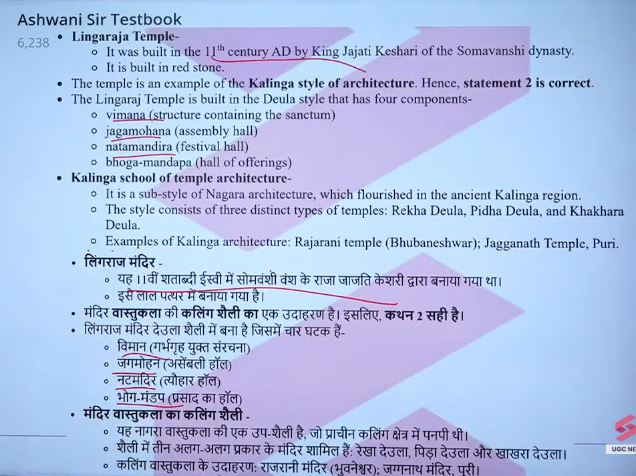 Ashwani Sir Testbook
6,238
• Lingaraja Temple-
o It was built in the 11th century AD by King Jajati Keshari of the Somavanshi dynasty.
o It is built in red stone.
• The temple is an example of the Kalinga style of architecture. Hence, statement 2 is correct.
• The Lingaraj Temple is built in the Deula style that has four components-
o vimana (structure containing the sanctum)
o jagamohana (assembly hall)
o natamandira (festival hall)
o bhoga-mandapa (hall of offerings)
• Kalinga school of temple architecture-
o It is a sub-style of Nagara architecture, which flourished in the ancient Kalinga region.
o The style consists of three distinct types of temples: Rekha Deula, Pidha Deula, and Khakhara
Deula.
o Examples of Kalinga architecture: Rajarani temple (Bhubaneshwar); Jagganath Temple, Puri.
• लिंगराज मंदिर -
o यह 11वीं शताब्दी ईस्वी में सोमवंशी वंश के राजा जाजति केशरी द्वारा बनाया गया था।
o इसे लाल पत्थर में बनाया गया है।
• मंदिर वास्तुकला की कलिंग शैली का एक उदाहरण है। इसलिए, कथन 2 सही है।
• लिंगराज मंदिर देउला शैली में बना है जिसमें चार घटक हैं-
o विमान (गर्भगृह युक्त संरचना)
o जगमोहन (असेंबली हॉल)
o नटमंदिर (त्यौहार हॉल)
o भोग-मंडप (प्रसाद का हॉल)
• मंदिर वास्तुकला का कलिंग शैली -
o यह नागरा वास्तुकला की एक उप-शैली है, जो प्राचीन कलिंग क्षेत्र में पनपी थी।
o शैली में तीन अलग-अलग प्रकार के मंदिर शामिल हैं: रेखा देउला, पिड़ा देउला और खाखरा देउला।
o कलिंग वास्तुकला के उदाहरण: राजरानी मंदिर (भुवनेश्वर); जग्गनाथ मंदिर, पुरी।
UGC NE